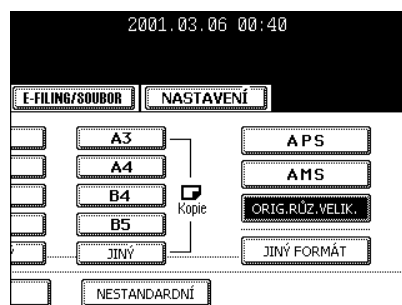 2001.03.06 00:40
E-FILING/SOUBOR NASTAVENÍ
A3 APS
A4 AMS
B4 Kopie ORIG.RŮZ.VELIK.
B5
JINÝ JINÝ FORMÁT
NESTANDARDNÍ